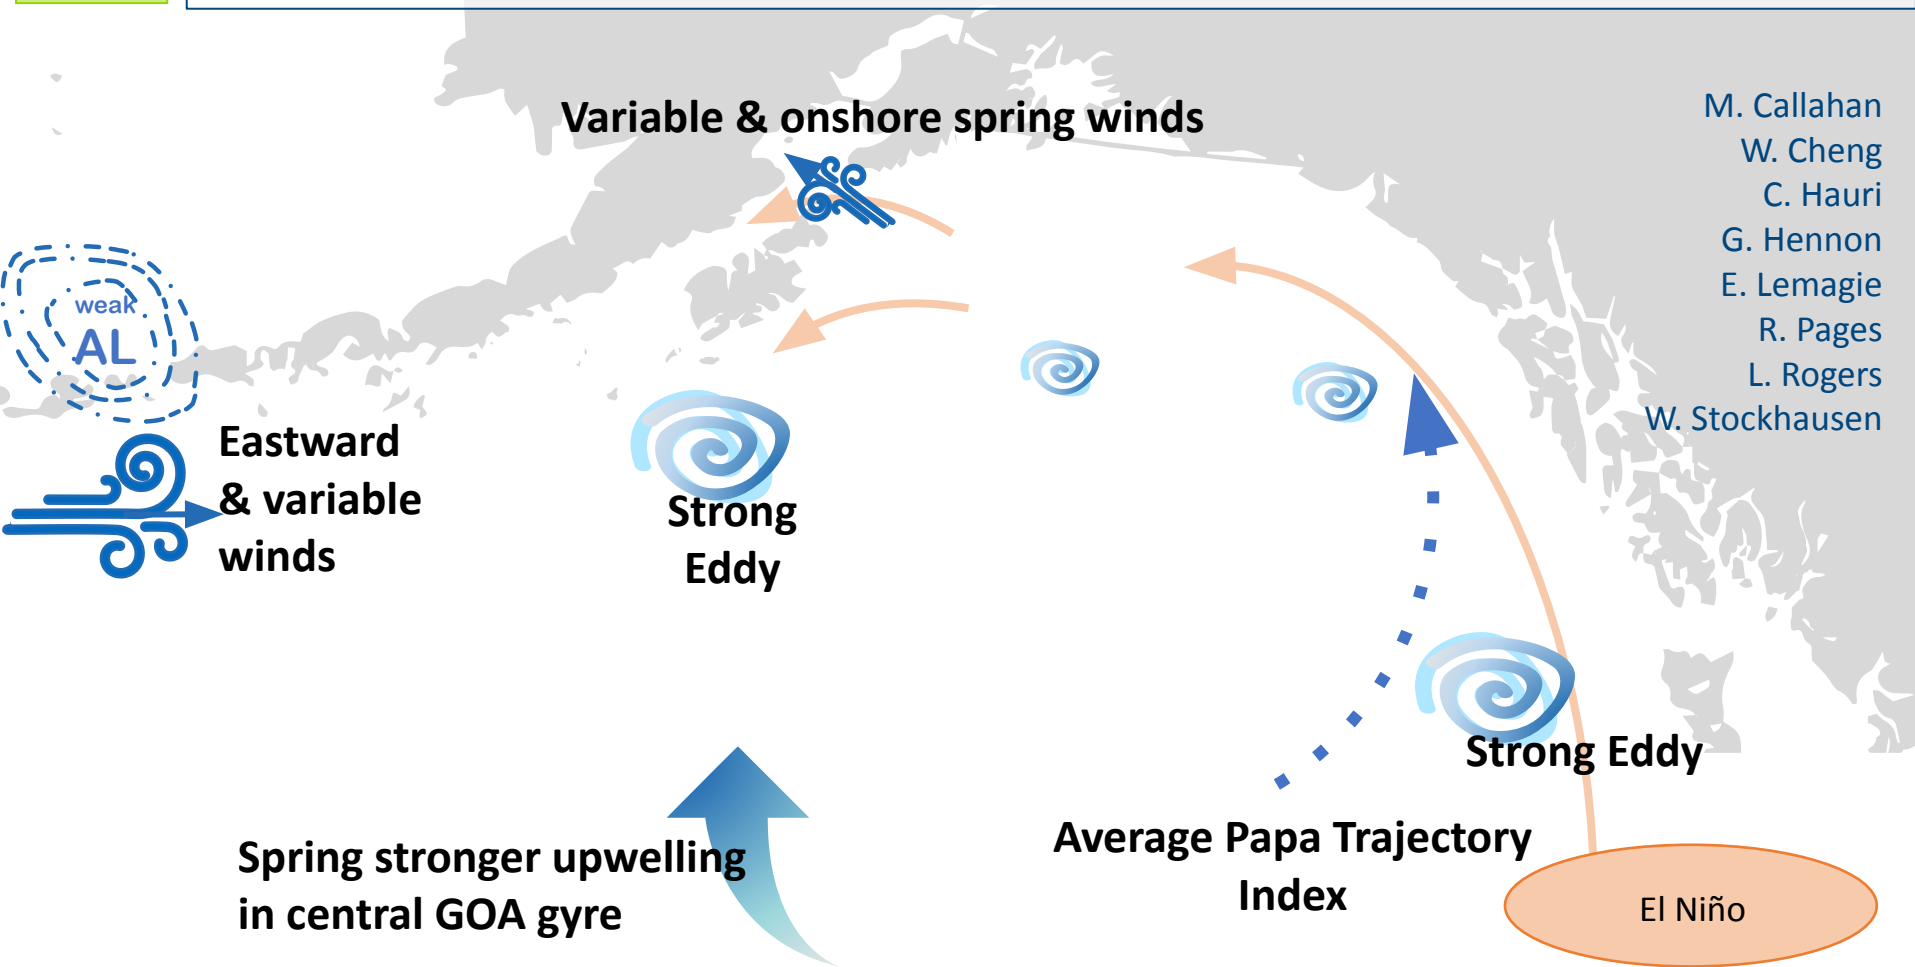 Variable & onshore spring winds
M. Callahan
W. Cheng
C. Hauri
G. Hennon
E. Lemagie
R. Pages
L. Rogers
W. Stockhausen
weak
AL
Eastward
& variable
winds
Strong
Eddy
Strong Eddy
Spring stronger upwelling
in central GOA gyre
Average Papa Trajectory
Index
El Niño